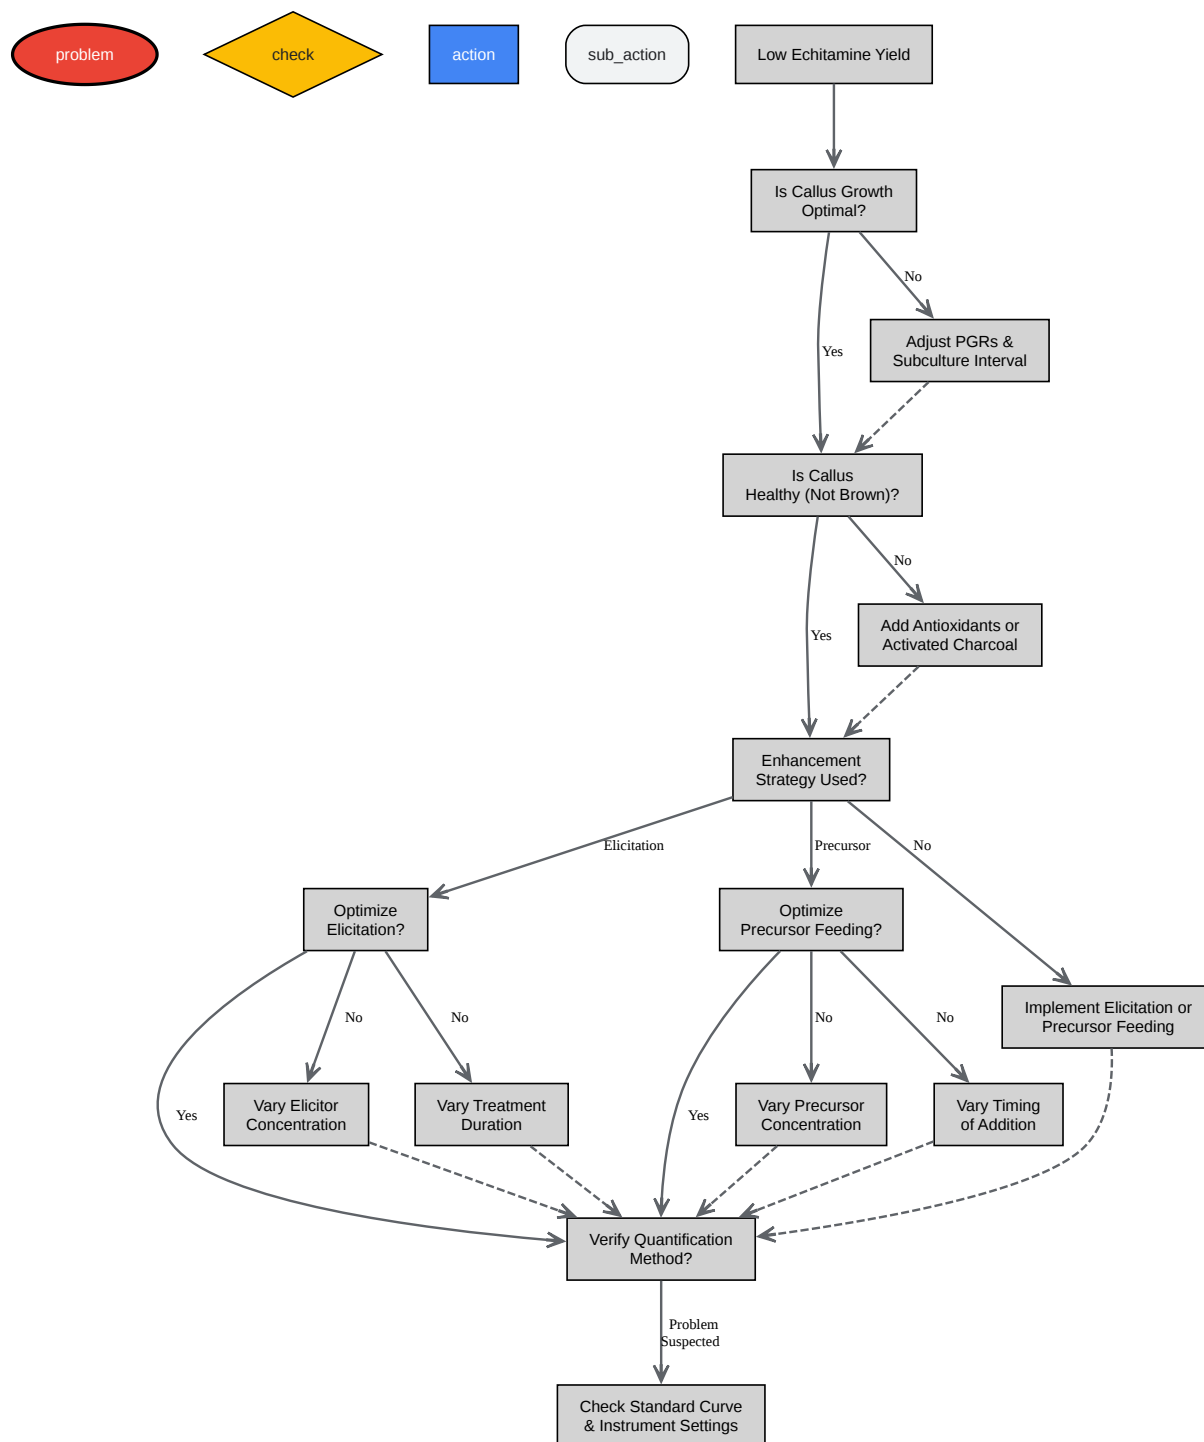 problem
check
action
sub_action
Low Echitamine Yield
Is Callus Growth
Optimal?
No
Yes
Adjust PGRs &
Subculture Interval
Is Callus
Healthy (Not Brown)?
No
Yes
Add Antioxidants or
Activated Charcoal
Enhancement
Strategy Used?
Elicitation
Precursor
No
Optimize
Elicitation?
Optimize
Precursor Feeding?
Implement Elicitation or
Precursor Feeding
No
No
No
No
Yes
Vary Elicitor
Concentration
Vary Treatment
Duration
Yes
Vary Precursor
Concentration
Vary Timing
of Addition
Verify Quantification
Method?
Problem
Suspected
Check Standard Curve
& Instrument Settings